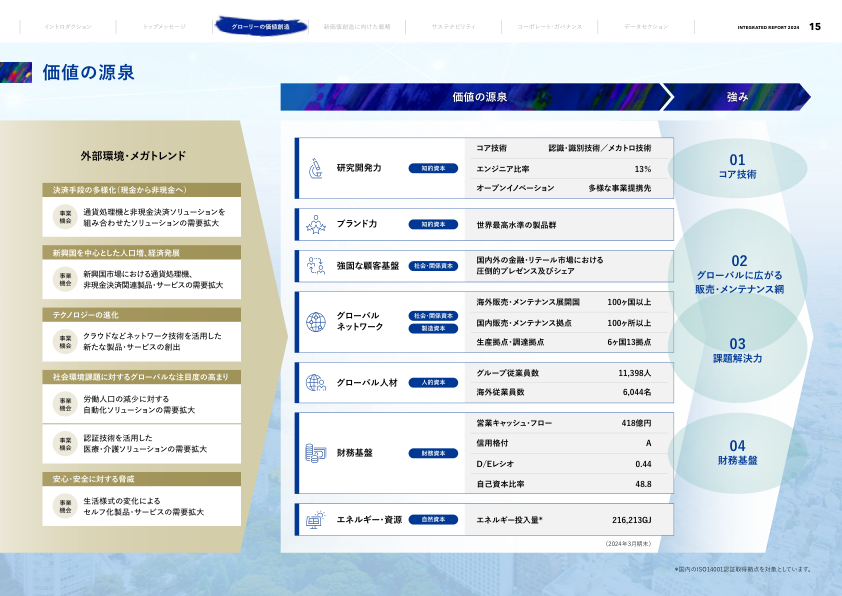 イントロダクション
トップメッセージ
グローリーの価値創造
新価値創造に向けた戦略
サステナビリティ
コーポレート・ガバナンス
データセクション
INTEGRATED REPORT 2024 15
価値の源泉
外部環境・メガトレンド
決済手段の多様化(現金から非現金へ)
事業
機会
通貨処理機と非現金決済ソリューションを
組み合わせたソリューションの需要拡大
新興国を中心とした人口増、経済発展
事業
機会
新興国市場における通貨処理機、
非現金決済関連製品・サービスの需要拡大
テクノロジーの進化
事業
機会
クラウドなどネットワーク技術を活用した
新たな製品・サービスの創出
社会環境課題に対するグローバルな注目度の高まり
事業
機会
労働人口の減少に対する
自動化ソリューションの需要拡大
事業
機会
認証技術を活用した
医療・介護ソリューションの需要拡大
安心・安全に対する脅威
事業
機会
生活様式の変化による
セルフ化製品・サービスの需要拡大
価値の源泉
強み
研究開発力
知的資本
コア技術 認識・識別技術／メカトロ技術
エンジニア比率 13%
オープンイノベーション 多様な事業提携先
ブランド力
知的資本
世界最高水準の製品群
強固な顧客基盤
社会・関係資本
国内外の金融・リテール市場における
圧倒的プレゼンス及びシェア
グローバル
ネットワーク
社会・関係資本
製造資本
海外販売・メンテナンス展開国 100ヶ国以上
国内販売・メンテナンス拠点 100ヶ所以上
生産拠点・調達拠点 6ヶ国13拠点
グローバル人材
人的資本
グループ従業員数 11,398人
海外従業員数 6,044名
財務基盤
財務資本
営業キャッシュ・フロー 418億円
信用格付 A
D/Eレシオ 0.44
自己資本比率 48.8
エネルギー・資源
自然資本
エネルギー投入量* 216,213GJ
(2024年3月期末)
01
コア技術
02
グローバルに広がる
販売・メンテナンス網
03
課題解決力
04
財務基盤
*国内のISO14001認証取得拠点を対象としています。